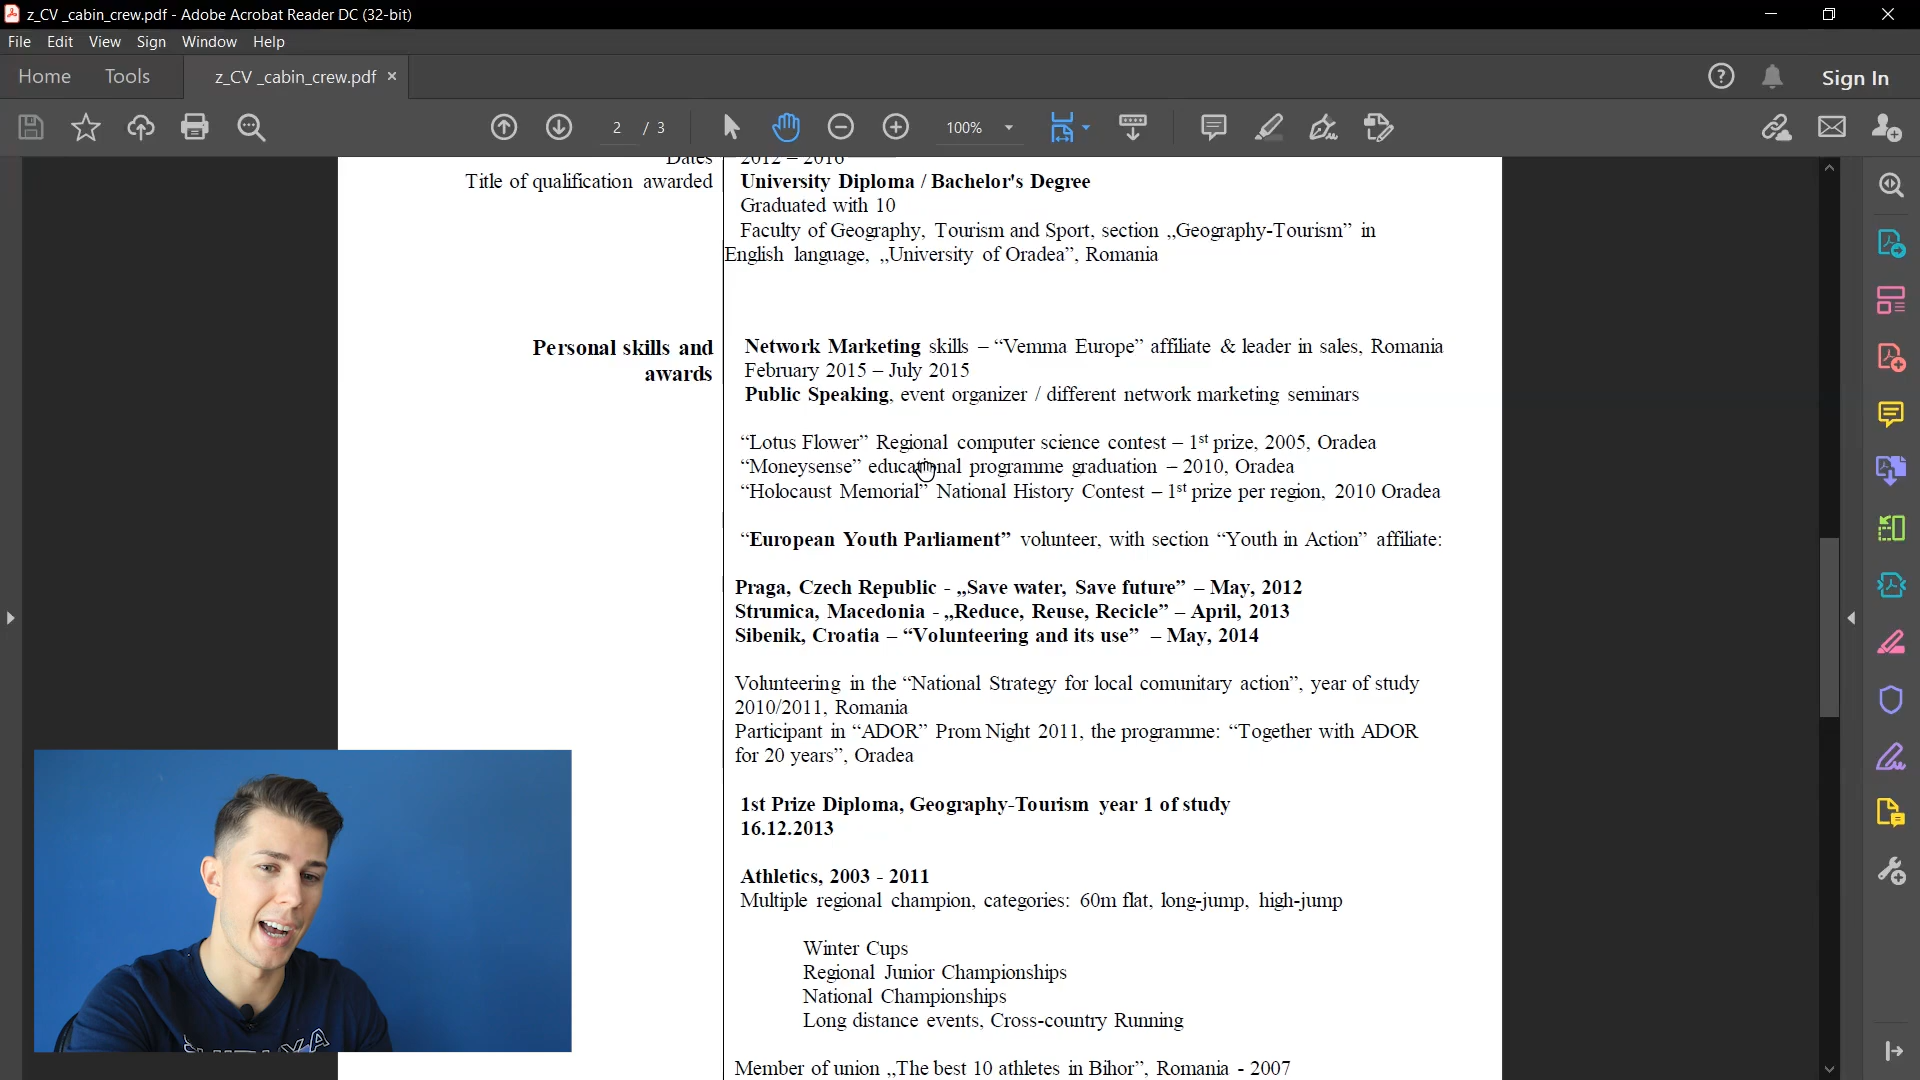 z_CV _cabin_crew.pdf - Adobe Acrobat Reader DC (32-bit)
File Edit View Sign Window Help
Home Tools z_CV _cabin_crew.pdf × Sign In
2 / 3 100%
Dates 2012 – 2016
Title of qualification awarded University Diploma / Bachelor's Degree
Graduated with 10
Faculty of Geography, Tourism and Sport, section „Geography-Tourism” in
English language, „University of Oradea”, Romania
Personal skills and awards
Network Marketing skills – “Vemma Europe” affiliate & leader in sales, Romania
February 2015 – July 2015
Public Speaking, event organizer / different network marketing seminars
“Lotus Flower” Regional computer science contest – 1st prize, 2005, Oradea
“Moneysense” educational programme graduation – 2010, Oradea
“Holocaust Memorial” National History Contest – 1st prize per region, 2010 Oradea
“European Youth Parliament” volunteer, with section “Youth in Action” affiliate:
Praga, Czech Republic - „Save water, Save future” – May, 2012
Strumica, Macedonia - „Reduce, Reuse, Recicle” – April, 2013
Sibenik, Croatia – “Volunteering and its use” – May, 2014
Volunteering in the “National Strategy for local comunitary action”, year of study
2010/2011, Romania
Participant in “ADOR” Prom Night 2011, the programme: “Together with ADOR
for 20 years”, Oradea
1st Prize Diploma, Geography-Tourism year 1 of study
16.12.2013
Athletics, 2003 - 2011
Multiple regional champion, categories: 60m flat, long-jump, high-jump
Winter Cups
Regional Junior Championships
National Championships
Long distance events, Cross-country Running
Member of union „The best 10 athletes in Bihor”, Romania - 2007